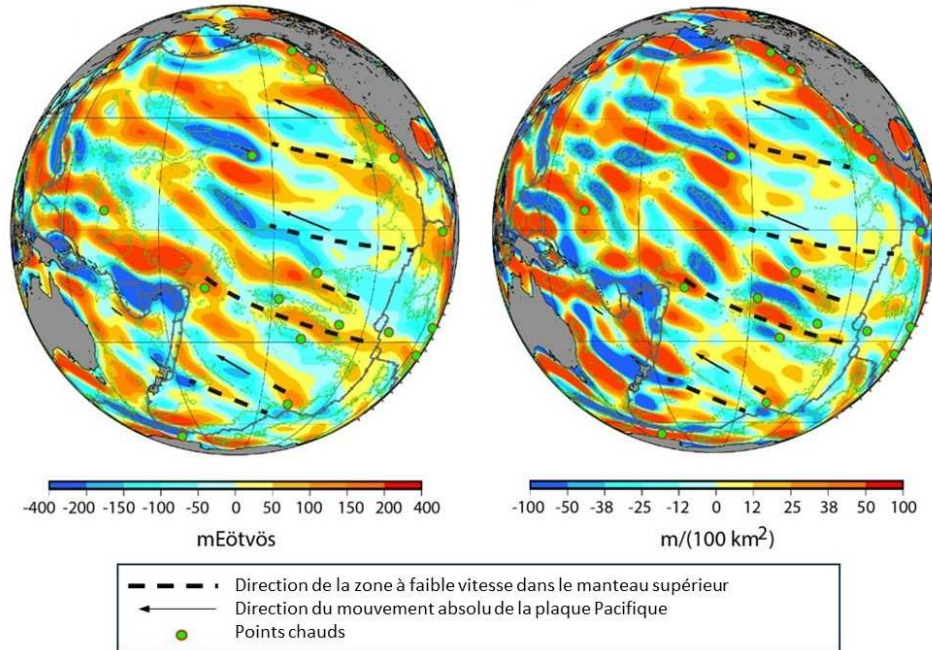 -400 -200 -150 -100 -50 0 50 100 150 200 400
mEötvös
-100 -50 -38 -25 -12 0 12 25 38 50 100
m/(100 km²)
Direction de la zone à faible vitesse dans le manteau supérieur
Direction du mouvement absolu de la plaque Pacifique
Points chauds